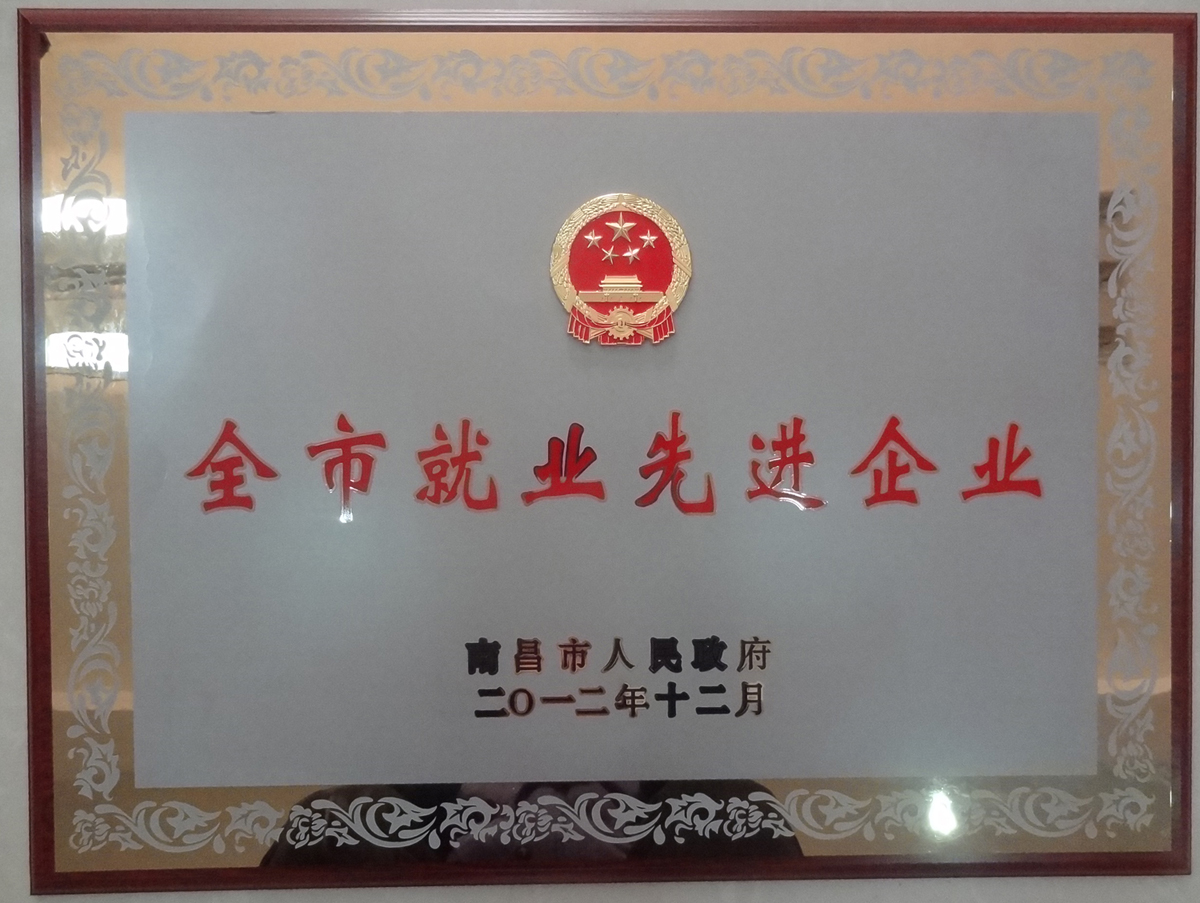 全市就业先进企业
南昌市人民政府
二〇一二年十二月